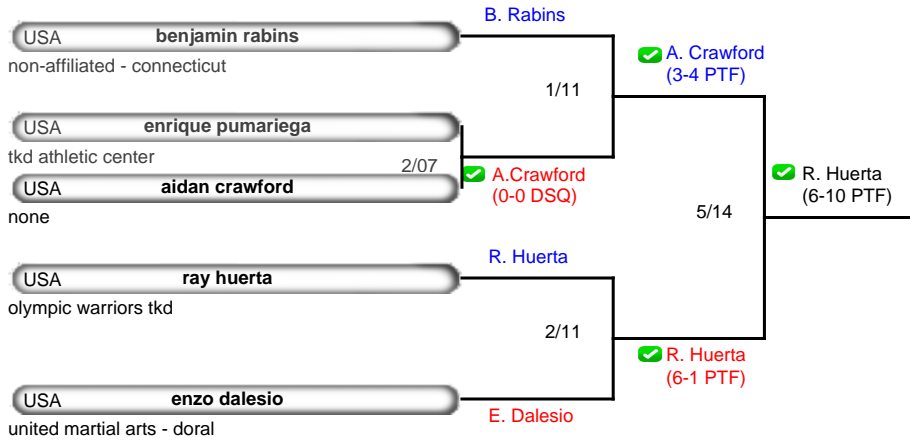 B. Rabins
USA benjamin rabins
non-affiliated - connecticut
A. Crawford
(3-4 PTF)
1/11
USA enrique pumariega
tkd athletic center
2/07
A.Crawford
(0-0 DSQ)
USA aidan crawford
none
R. Huerta
(6-10 PTF)
5/14
R. Huerta
USA ray huerta
olympic warriors tkd
2/11
R. Huerta
(6-1 PTF)
USA enzo dalesio
E. Dalesio
united martial arts - doral